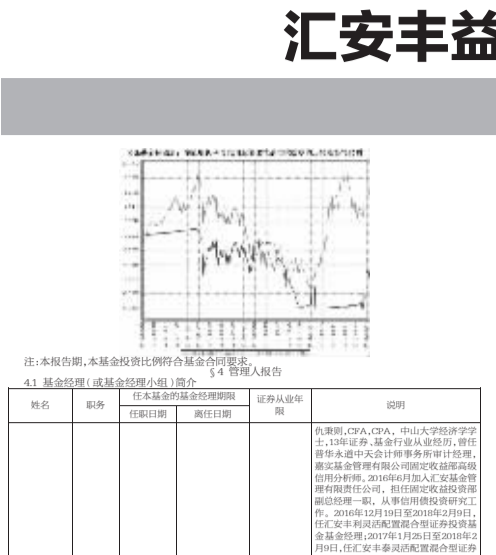 汇安丰益
注:本报告期,本基金投资比例符合基金合同要求。
§4 管理人报告
4.1 基金经理(或基金经理小组)简介
姓名 职务 任本基金的基金经理期限 证券从业年限 说明
任职日期 离任日期
仇秉则,CFA,CPA, 中山大学经济学学
士,13年证券、基金行业从业经历,曾任
普华永道中天会计师事务所审计经理,
嘉实基金管理有限公司固定收益部高级
信用分析师。2016年6月加入汇安基金管
理有限责任公司, 担任固定收益投资部
副总经理一职, 从事信用债投资研究工
作。2016年12月19日至2018年2月9日,
任汇安丰利灵活配置混合型证券投资基
金基金经理;2017年1月25日至2018年2
月9日,任汇安丰泰灵活配置混合型证券